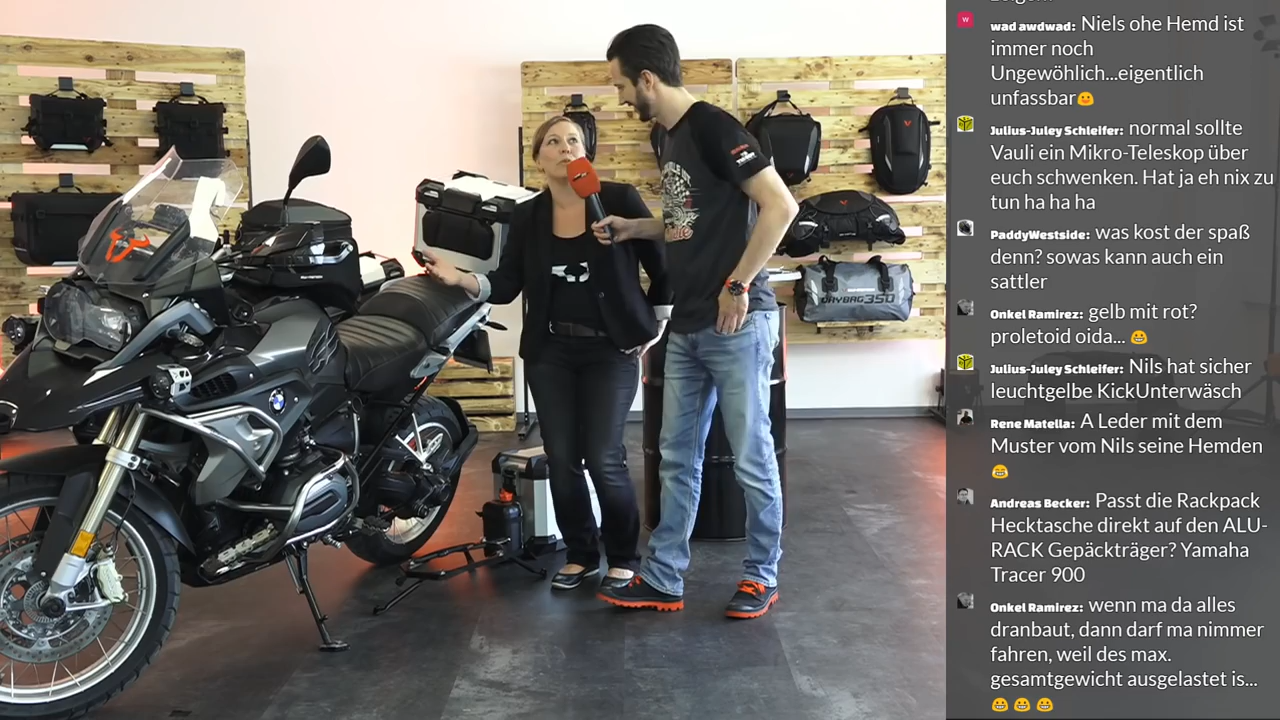 wad awdwad: Niels ohe Hemd ist
immer noch
Ungewöhlich...eigentlich
unfassbar
Julius-Juley Schleifer: normal sollte
Vauli ein Mikro-Teleskop über
euch schwenken. Hat ja eh nix zu
tun ha ha ha
PaddyWestside: was kost der spaß
denn? sowas kann auch ein
sattler
Onkel Ramirez: gelb mit rot?
proletoid oida...
Julius-Juley Schleifer: Nils hat sicher
leuchtgelbe KickUnterwäsch
Rene Matella: A Leder mit dem
Muster vom Nils seine Hemden
Andreas Becker: Passt die Rackpack
Hecktasche direkt auf den ALU-
RACK Gepäckträger? Yamaha
Tracer 900
Onkel Ramirez: wenn ma da alles
dranbaut, dann darf ma nimmer
fahren, weil des max.
gesamtgewicht ausgelastet is...
DRYBAG 350